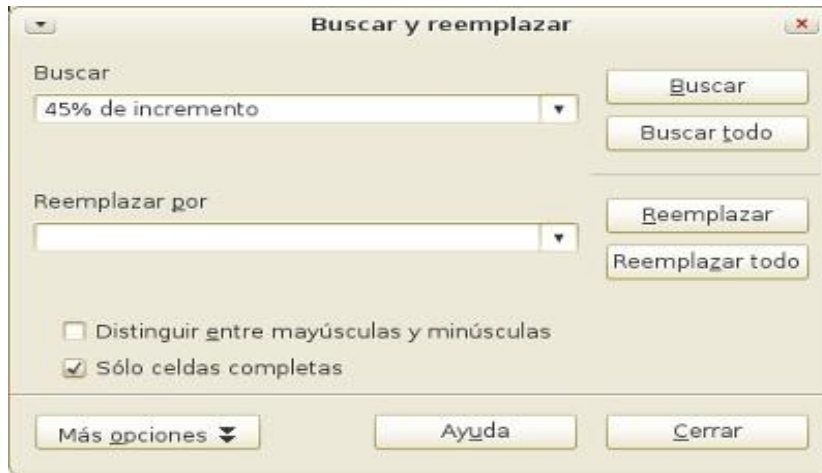 Buscar y reemplazar
Buscar
45% de incremento
Buscar
Buscar todo
Reemplazar por
Reemplazar
Reemplazar todo
Distinguir entre mayúsculas y minúsculas
Sólo celdas completas
Más opciones
Ayuda
Cerrar